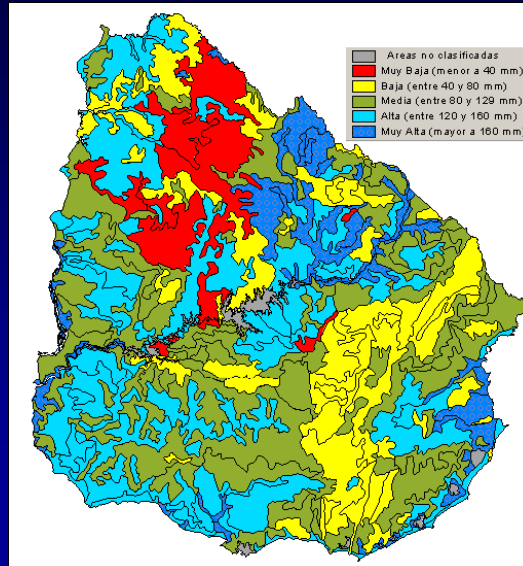 Areas no clasificadas
Muy Baja (menor a 40 mm)
Baja (entre 40 y 80 mm)
Media (entre 80 y 129 mm)
Alta (entre 120 y 160 mm)
Muy Alta (mayor a 160 mm)